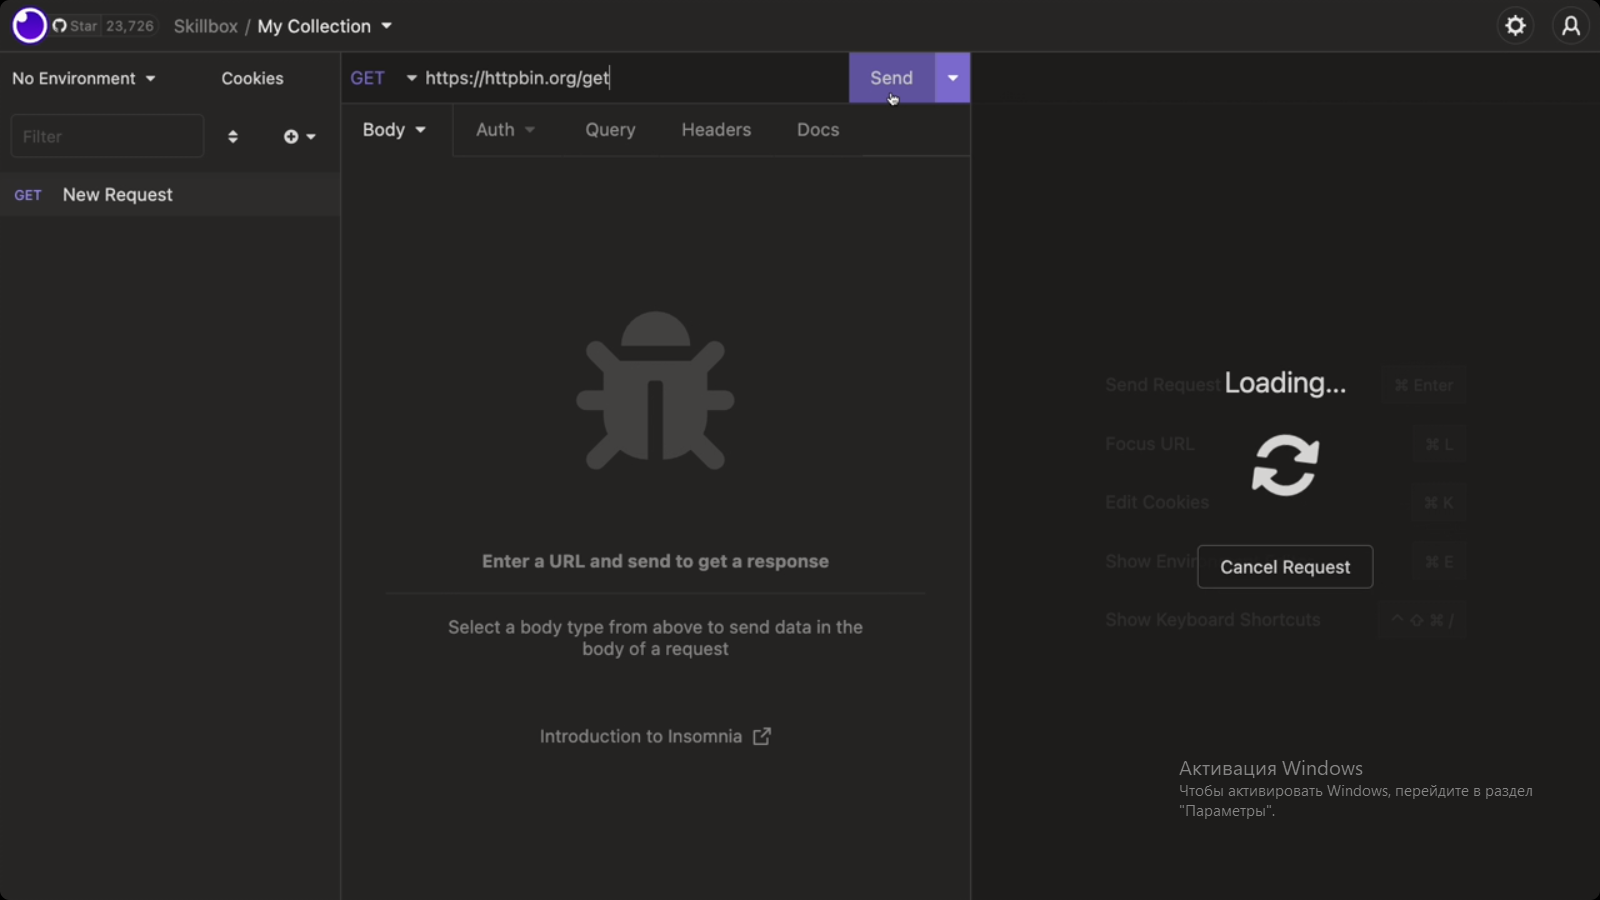 Star 23,726 Skillbox / My Collection
No Environment Cookies
Filter
GET New Request
GET https://httpbin.org/get Send
Body Auth Query Headers Docs
Enter a URL and send to get a response
Select a body type from above to send data in the
body of a request
Introduction to Insomnia
Send Request ⌘ Enter
Loading...
Focus URL ⌘ L
Edit Cookies ⌘ K
Show Envir ⌘ E
Cancel Request
Show Keyboard Shortcuts ⌃ ⇧ ⌘ /
Активация Windows
Чтобы активировать Windows, перейдите в раздел
"Параметры".